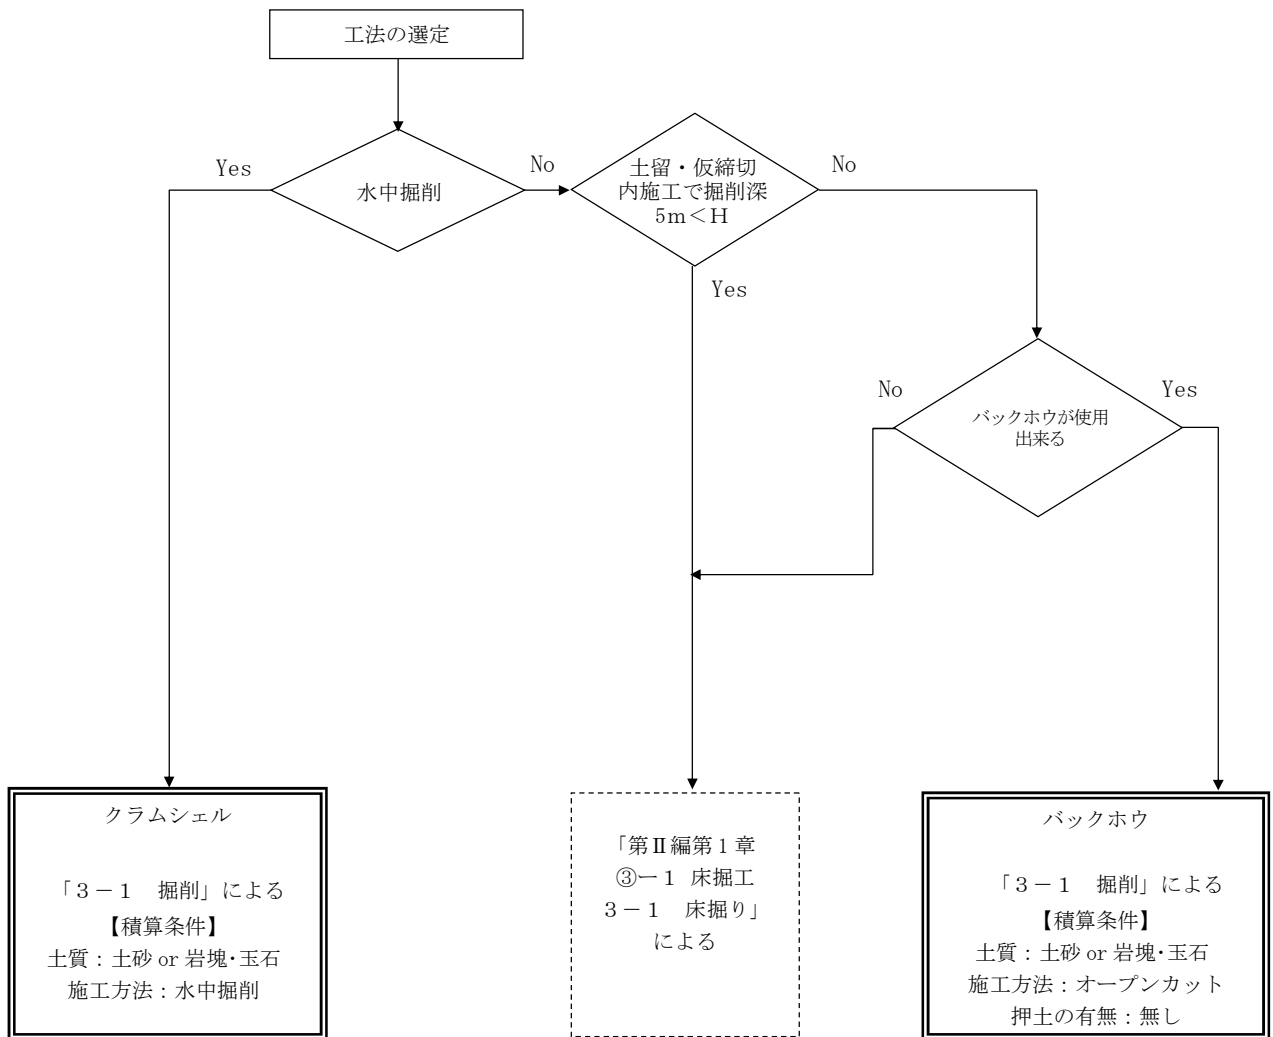 工法の選定
Yes
水中掘削
No
土留・仮締切
内施工で掘削深
5m＜H
No
Yes
No
バックホウが使用
出来る
Yes
クラムシェル
「３－１　掘削」による
【積算条件】
土質：土砂 or 岩塊・玉石
施工方法：水中掘削
「第Ⅱ編第１章
③ー１ 床掘工
３－１　床掘り」
による
バックホウ
「３－１　掘削」による
【積算条件】
土質：土砂 or 岩塊・玉石
施工方法：オープンカット
押土の有無：無し